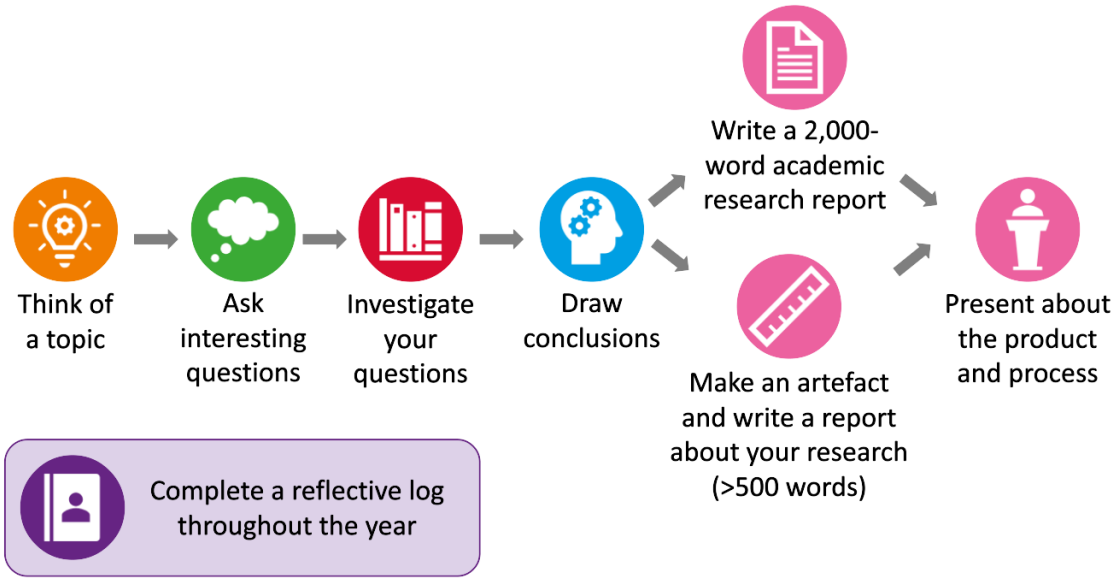 Think of
a topic
Ask
interesting
questions
Investigate
your
questions
Draw
conclusions
Write a 2,000-
word academic
research report
Make an artefact
and write a report
about your research
(>500 words)
Present about
the product
and process
Complete a reflective log
throughout the year